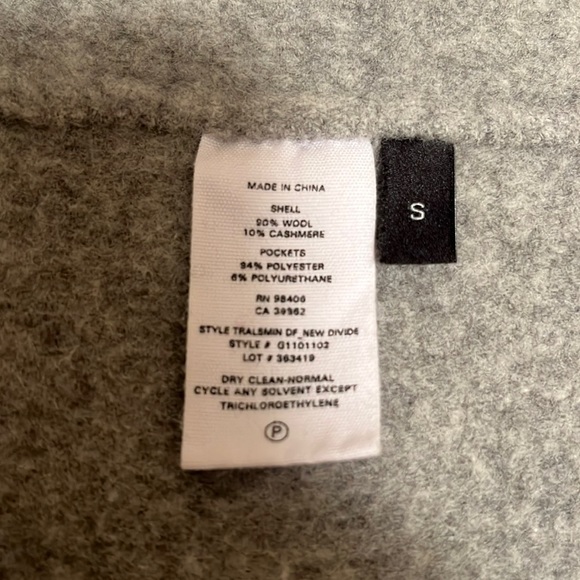 MADE IN CHINA
SHELL
90% WOOL
10% CASHMERE
POCKETS
94% POLYESTER
6% POLYURETHANE
RN 98406
CA 39362
STYLE TRALSMIN DF_NEW DIVIDE
STYLE # G1101102
LOT # 363419
DRY CLEAN-NORMAL
CYCLE ANY SOLVENT EXCEPT
TRICHLOROETHYLENE
P
S